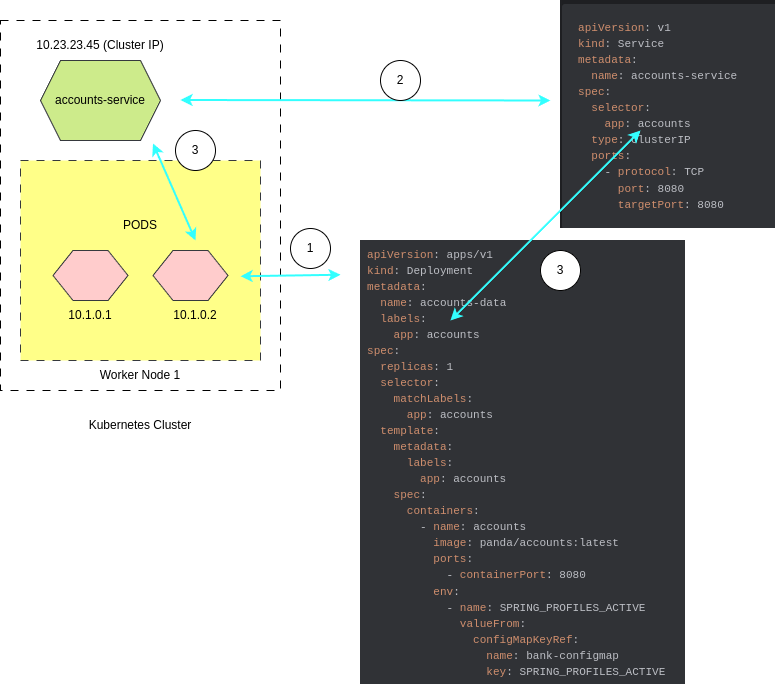 10.23.23.45 (Cluster IP)
accounts-service
3
PODS
10.1.0.1
10.1.0.2
Worker Node 1
Kubernetes Cluster
2
1
apiVersion: v1
kind: Service
metadata:
  name: accounts-service
spec:
  selector:
    app: accounts
  type: ClusterIP
  ports:
    - protocol: TCP
      port: 8080
      targetPort: 8080
3
apiVersion: apps/v1
kind: Deployment
metadata:
  name: accounts-data
  labels:
    app: accounts
spec:
  replicas: 1
  selector:
    matchLabels:
      app: accounts
  template:
    metadata:
      labels:
        app: accounts
    spec:
      containers:
        - name: accounts
          image: panda/accounts:latest
          ports:
            - containerPort: 8080
          env:
            - name: SPRING_PROFILES_ACTIVE
              valueFrom:
                configMapKeyRef:
                  name: bank-configmap
                  key: SPRING_PROFILES_ACTIVE